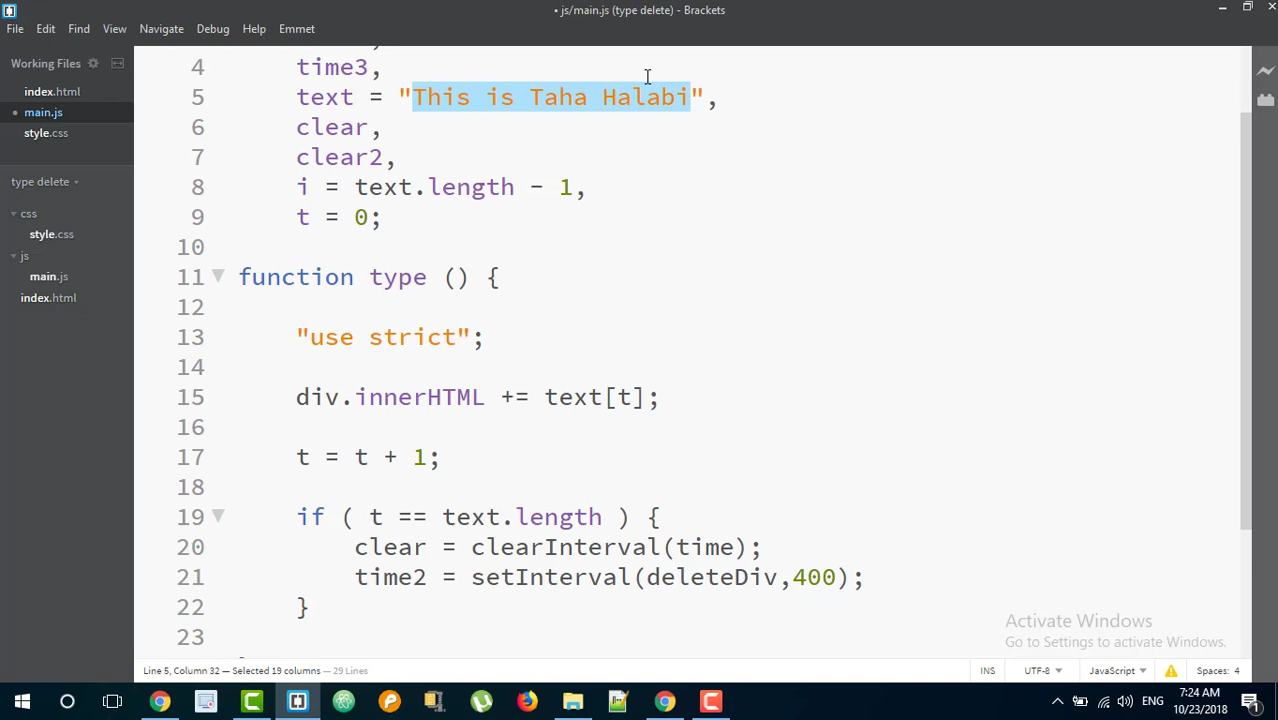 • js/main.js (type delete) - Brackets
File Edit Find View Navigate Debug Help Emmet
Working Files
index.html
• main.js
style.css
type delete
css
style.css
js
main.js
index.html
4 time3,
5 text = "This is Taha Halabi",
6 clear,
7 clear2,
8 i = text.length - 1,
9 t = 0;
10
11 function type () {
12
13 "use strict";
14
15 div.innerHTML += text[t];
16
17 t = t + 1;
18
19 if ( t == text.length ) {
20 clear = clearInterval(time);
21 time2 = setInterval(deleteDiv,400);
22 }
23
Activate Windows
Go to Settings to activate Windows.
Line 5, Column 32 — Selected 19 columns — 29 Lines
INS UTF-8 JavaScript Spaces: 4
ENG
7:24 AM
10/23/2018